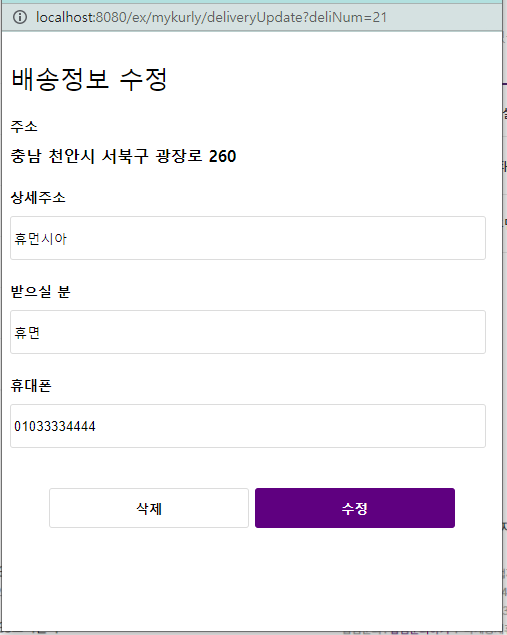 localhost:8080/ex/mykurly/deliveryUpdate?deliNum=21
배송정보 수정
주소
충남 천안시 서북구 광장로 260
상세주소
휴먼시아
받으실 분
휴면
휴대폰
01033334444
삭제
수정